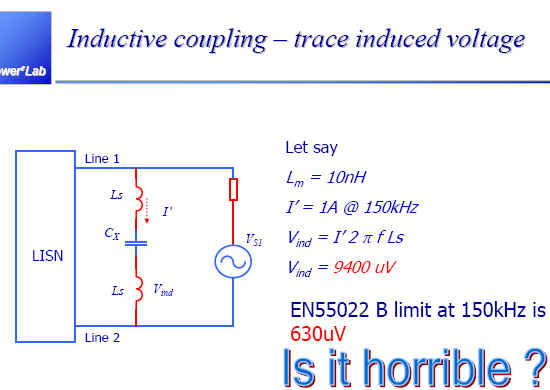 Inductive coupling – trace induced voltage
ower eLab
Let say
Lm = 10nH
I' = 1A @ 150kHz
Vind = I' 2 π f Ls
Vind = 9400 uV
EN55022 B limit at 150kHz is
630uV
Is it horrible ?
Line 1
Ls
I'
CX
VS1
LISN
Ls
Vind
Line 2